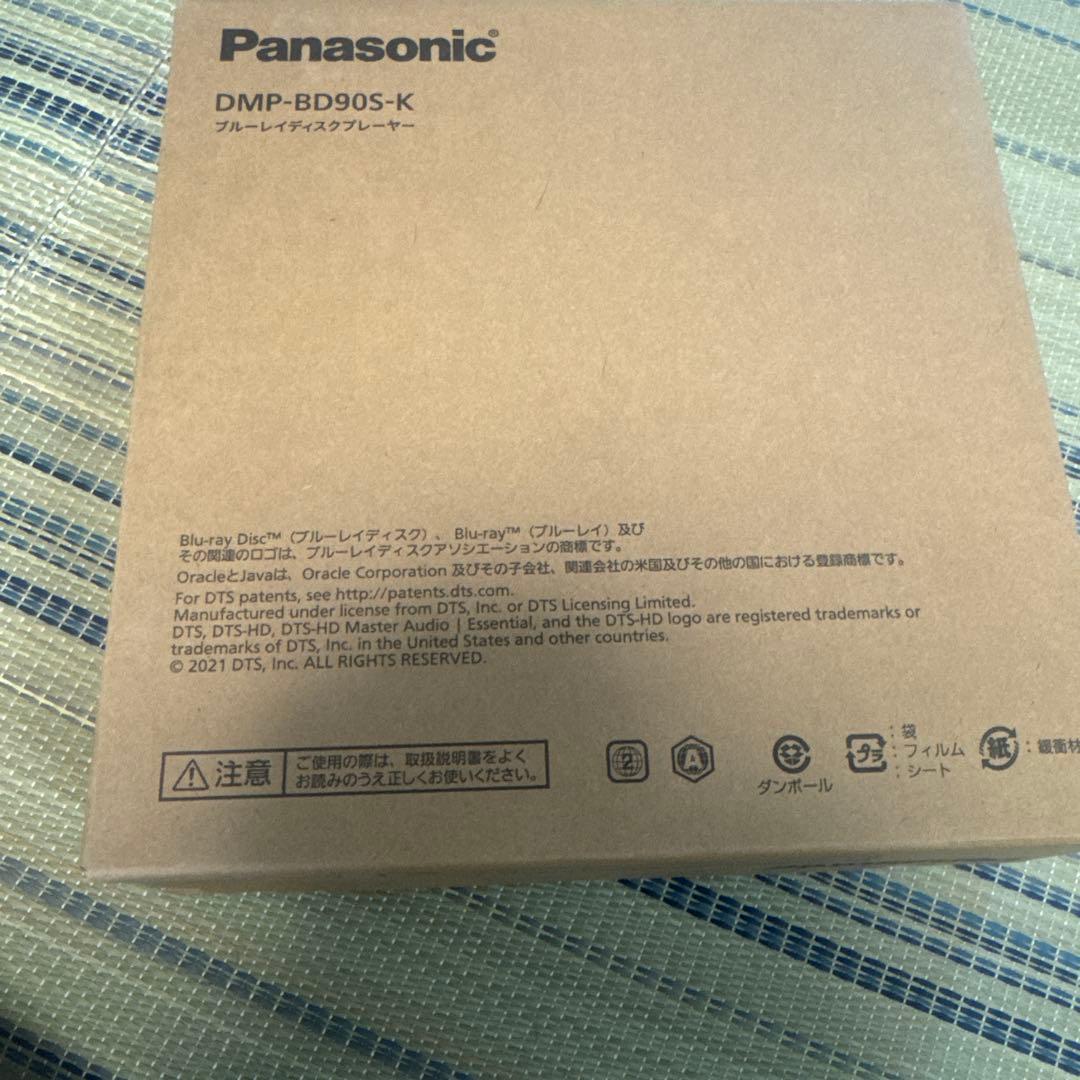 Panasonic®
DMP-BD90S-K
ブルーレイディスクプレーヤー
Blu-ray Disc™（ブルーレイディスク）、Blu-ray™（ブルーレイ）及び
その関連のロゴは、ブルーレイディスクアソシエーションの商標です。
OracleとJavaは、Oracle Corporation 及びその子会社、関連会社の米国及びその他の国における登録商標です。
For DTS patents, see http://patents.dts.com.
Manufactured under license from DTS, Inc. or DTS Licensing Limited.
DTS, DTS-HD, DTS-HD Master Audio | Essential, and the DTS-HD logo are registered trademarks or
trademarks of DTS, Inc. in the United States and other countries.
© 2021 DTS, Inc. ALL RIGHTS RESERVED.
注意
ご使用の際は、取扱説明書をよく
お読みのうえ正しくお使いください。
2
A
ダンボール
プラ
：袋
：フィルム
：シート
紙：緩衝材